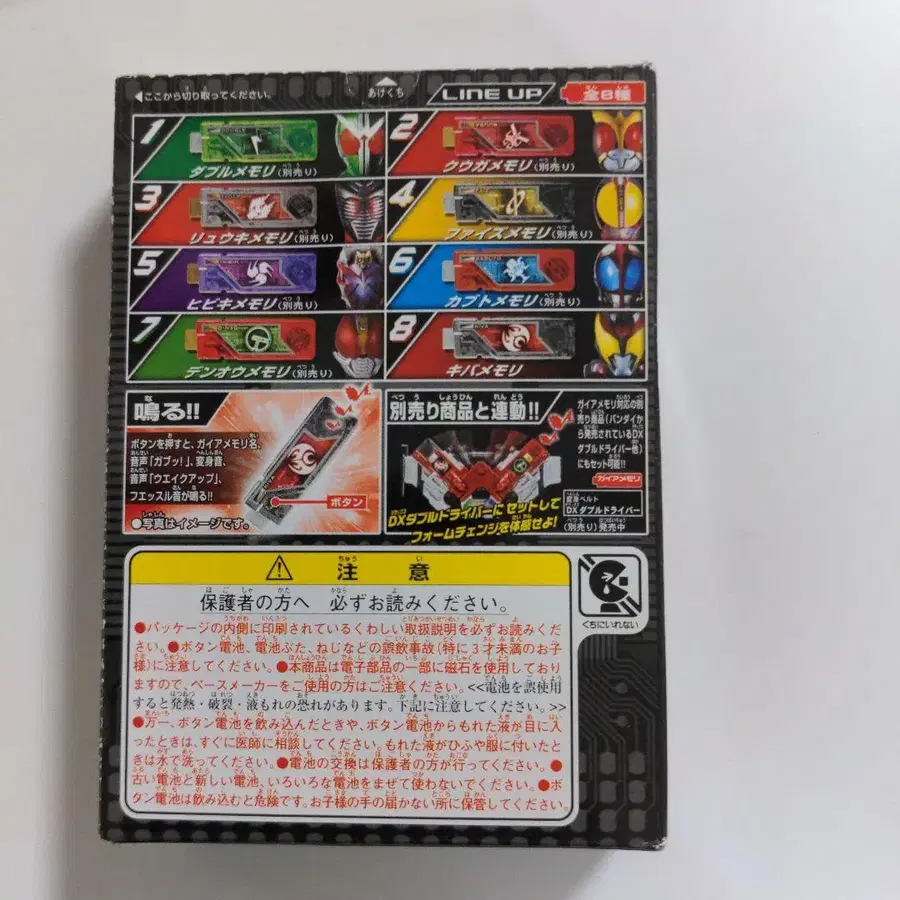 ◀ここから切り取ってください。
あけくち
LINE UP
全8種
1
ダブルメモリ(別売り)
2
クウガメモリ(別売り)
3
リュウキメモリ(別売り)
4
ファイズメモリ(別売り)
5
ヒビキメモリ(別売り)
6
カブトメモリ(別売り)
7
デンオウメモリ(別売り)
8
キバメモリ
鳴る!!
ボタンを押すと、ガイアメモリ名、
音声「ガブッ!」、変身音、
音声「ウエイクアップ」、
フエッスル音が鳴る!!
ボタン
●写真はイメージです。
別売り商品と連動!!
ガイアメモリ対応の別
売り商品(バンダイか
ら発売されているDX
ダブルドライバー他)
にもセット可能!!
ガイアメモリ
変身ベルト
DXダブルドライバー
(別売り)発売中
DXダブルドライバーにセットして
フォームチェンジを体感せよ!
注意
保護者の方へ 必ずお読みください。
●パッケージの内側に印刷されているくわしい取扱説明を必ずお読みくだ
さい。●ボタン電池、電池ぶた、ねじなどの誤飲事故(特に3才未満のお子
様)に注意してください。●本商品は電子部品の一部に磁石を使用しており
ますので、ペースメーカーをご使用の方はご注意ください。<<電池を誤使用
すると発熱・破裂・液もれの恐れがあります。下記に注意してください。>>
●万一、ボタン電池を飲み込んだときや、ボタン電池からもれた液が目に入
ったときは、すぐに医師に相談してください。もれた液がひふや服に付いたと
きは水で洗ってください。●電池の交換は保護者の方が行ってください。●
古い電池と新しい電池、いろいろな電池をまぜて使わないでください。●ボ
タン電池は飲み込むと危険です。お子様の手の届かない所に保管してください。
くちにいれない